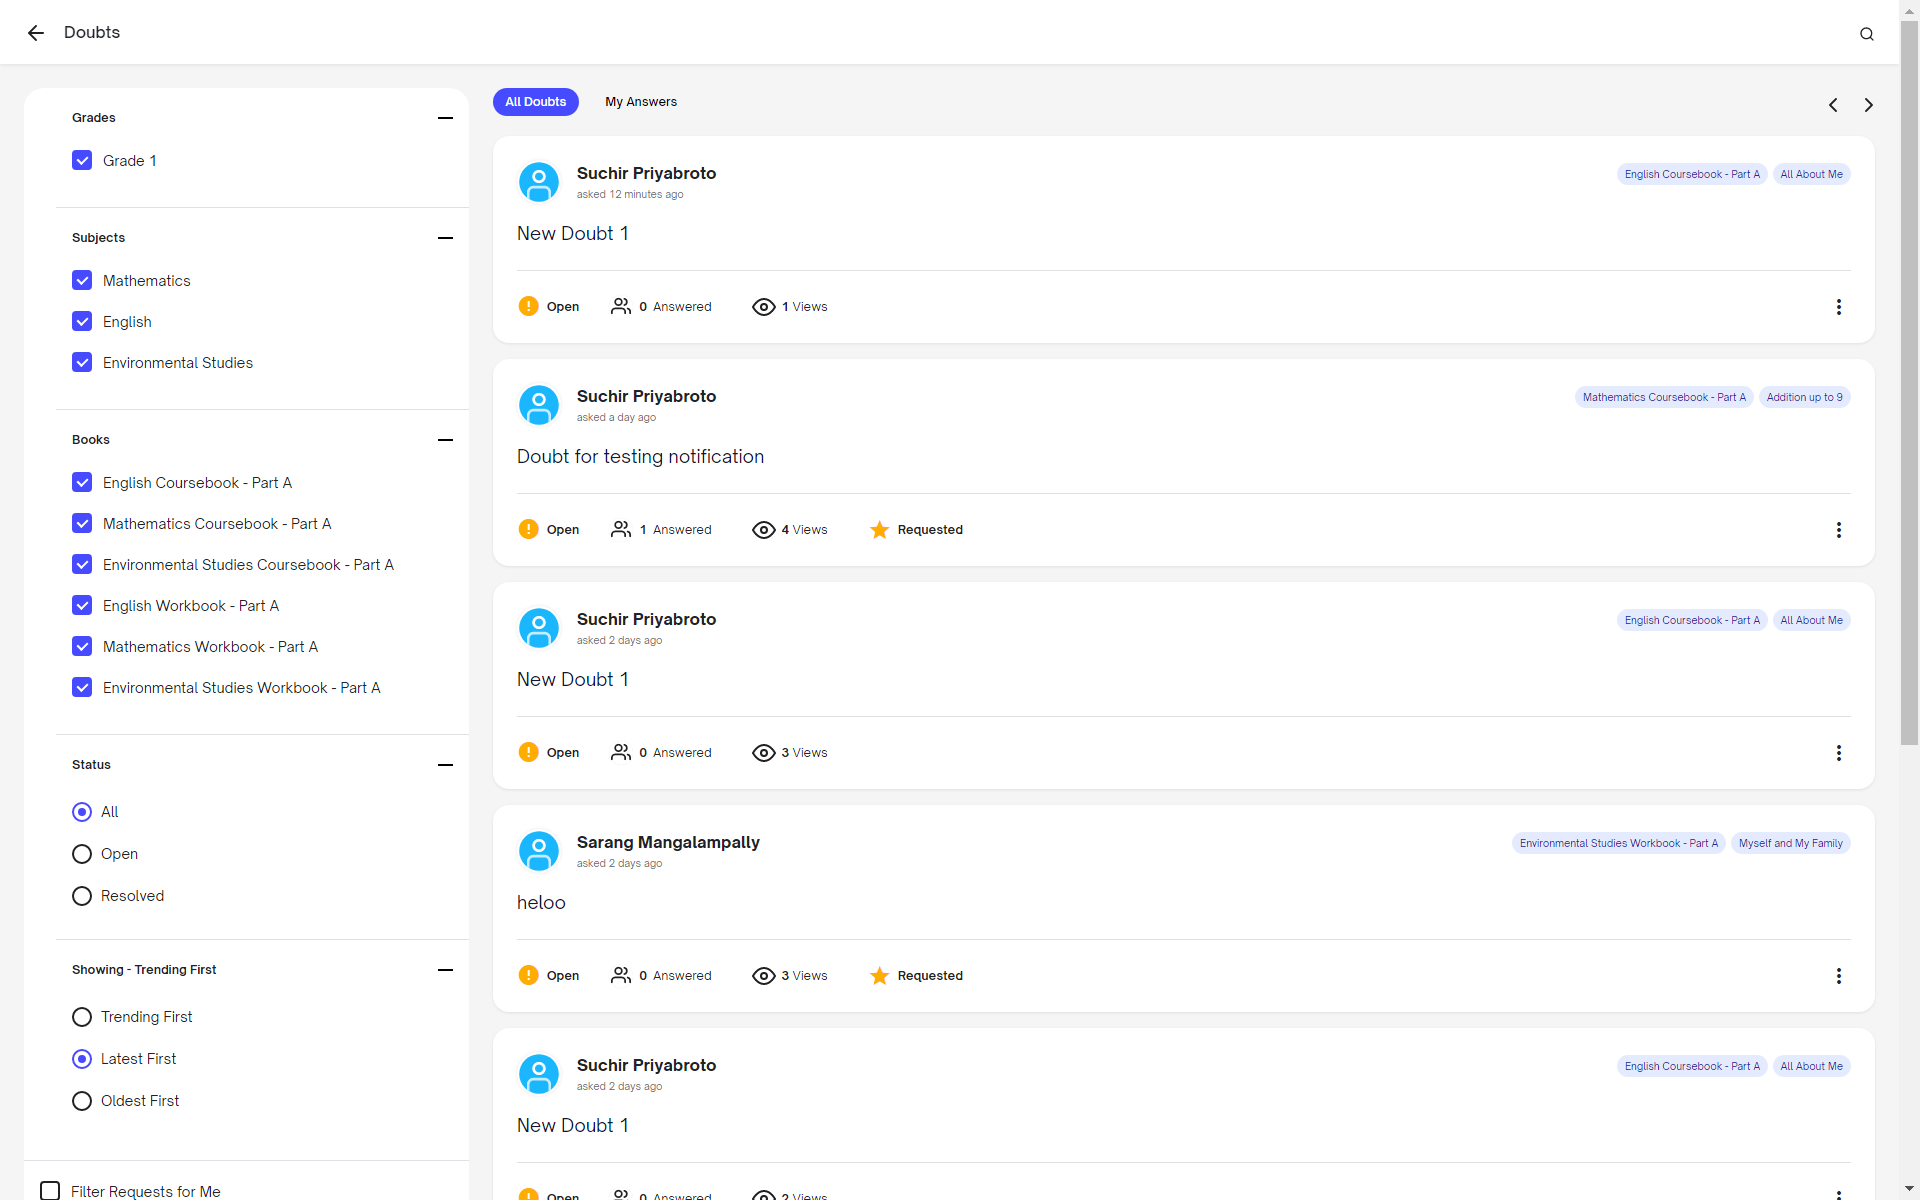 Doubts
Grades
Grade 1
Subjects
Mathematics
English
Environmental Studies
Books
English Coursebook - Part A
Mathematics Coursebook - Part A
Environmental Studies Coursebook - Part A
English Workbook - Part A
Mathematics Workbook - Part A
Environmental Studies Workbook - Part A
Status
All
Open
Resolved
Showing - Trending First
Trending First
Latest First
Oldest First
Filter Requests for Me
All Doubts My Answers
Suchir Priyabroto English Coursebook - Part A All About Me
asked 12 minutes ago
New Doubt 1
Open 0 Answered 1 Views
Suchir Priyabroto Mathematics Coursebook - Part A Addition up to 9
asked a day ago
Doubt for testing notification
Open 1 Answered 4 Views Requested
Suchir Priyabroto English Coursebook - Part A All About Me
asked 2 days ago
New Doubt 1
Open 0 Answered 3 Views
Sarang Mangalampally Environmental Studies Workbook - Part A Myself and My Family
asked 2 days ago
heloo
Open 0 Answered 3 Views Requested
Suchir Priyabroto English Coursebook - Part A All About Me
asked 2 days ago
New Doubt 1
Open 0 Answered 2 Views